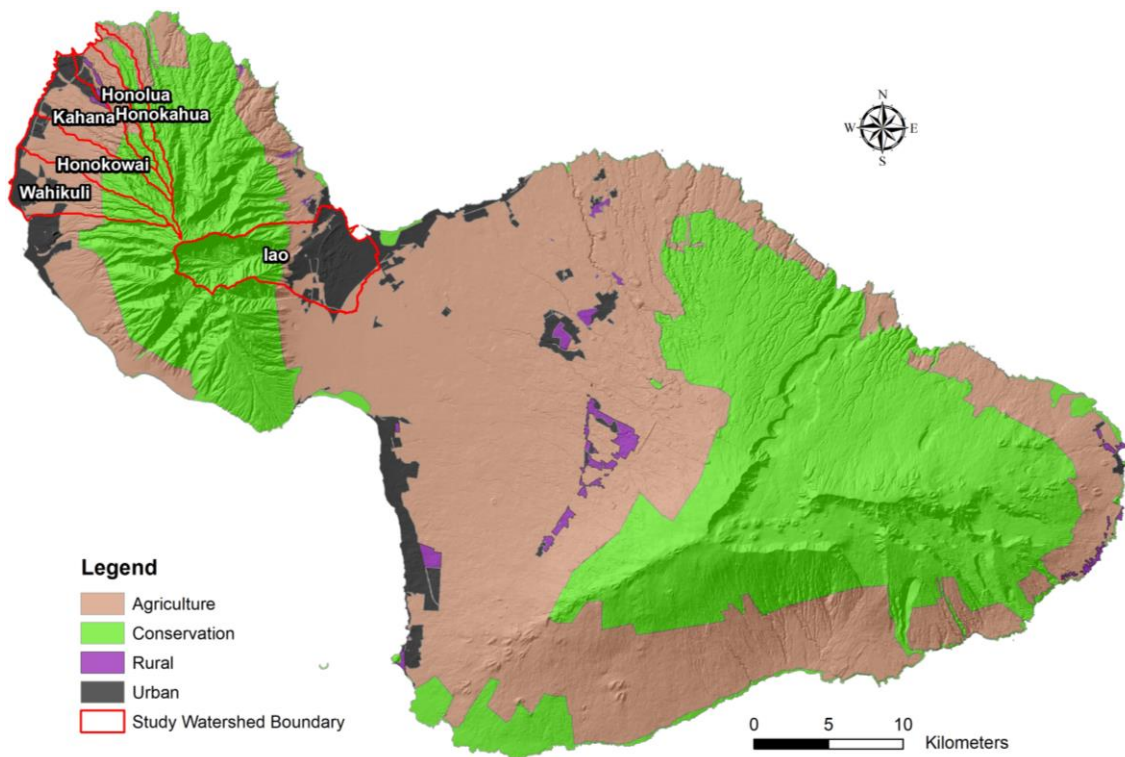 Honolua
Kahana
Honokahua
Honokowai
Wahikuli
Iao
N
W E
S
Legend
Agriculture
Conservation
Rural
Urban
Study Watershed Boundary
0 5 10
Kilometers